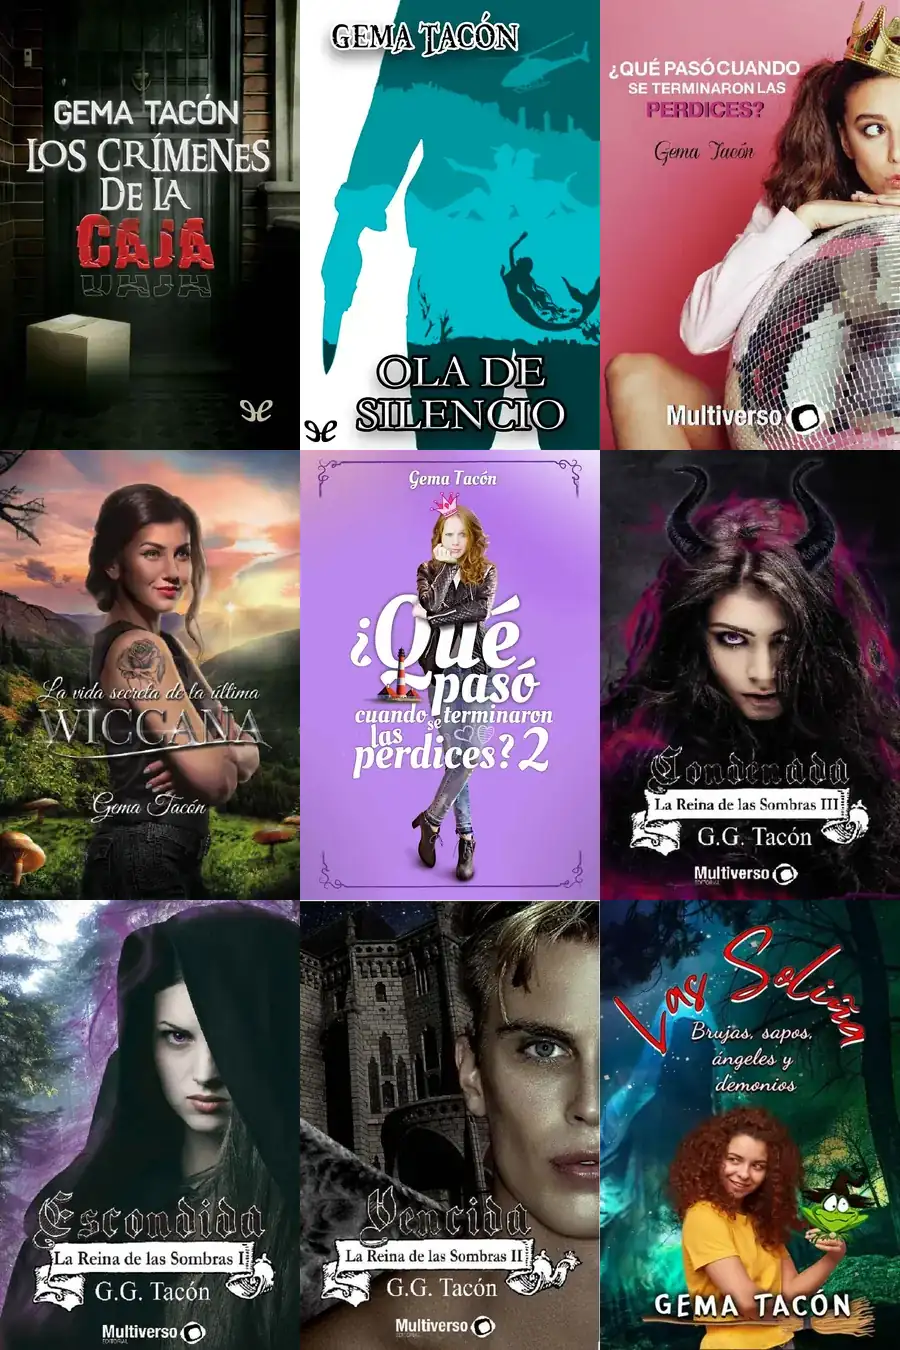 GEMA TACÓN
LOS CRÍMENES
DE LA
CAJA
GEMA TACÓN
OLA DE
SILENCIO
¿QUÉ PASÓ CUANDO
SE TERMINARON LAS
PERDICES?
Gema Tacón
Multiverso
La vida secreta de la última
WICCANA
Gema Tacón
Gema Tacón
¿Qué
pasó
cuando se terminaron
las
perdices? 2
Condenada
La Reina de las Sombras III
G.G. Tacón
Multiverso
EDITORIAL
Escondida
La Reina de las Sombras I
G.G. Tacón
Multiverso
EDITORIAL
Vencida
La Reina de las Sombras II
G.G. Tacón
Multiverso
EDITORIAL
Las Soliña
Brujas, sapos,
ángeles y
demonios
GEMA TACÓN